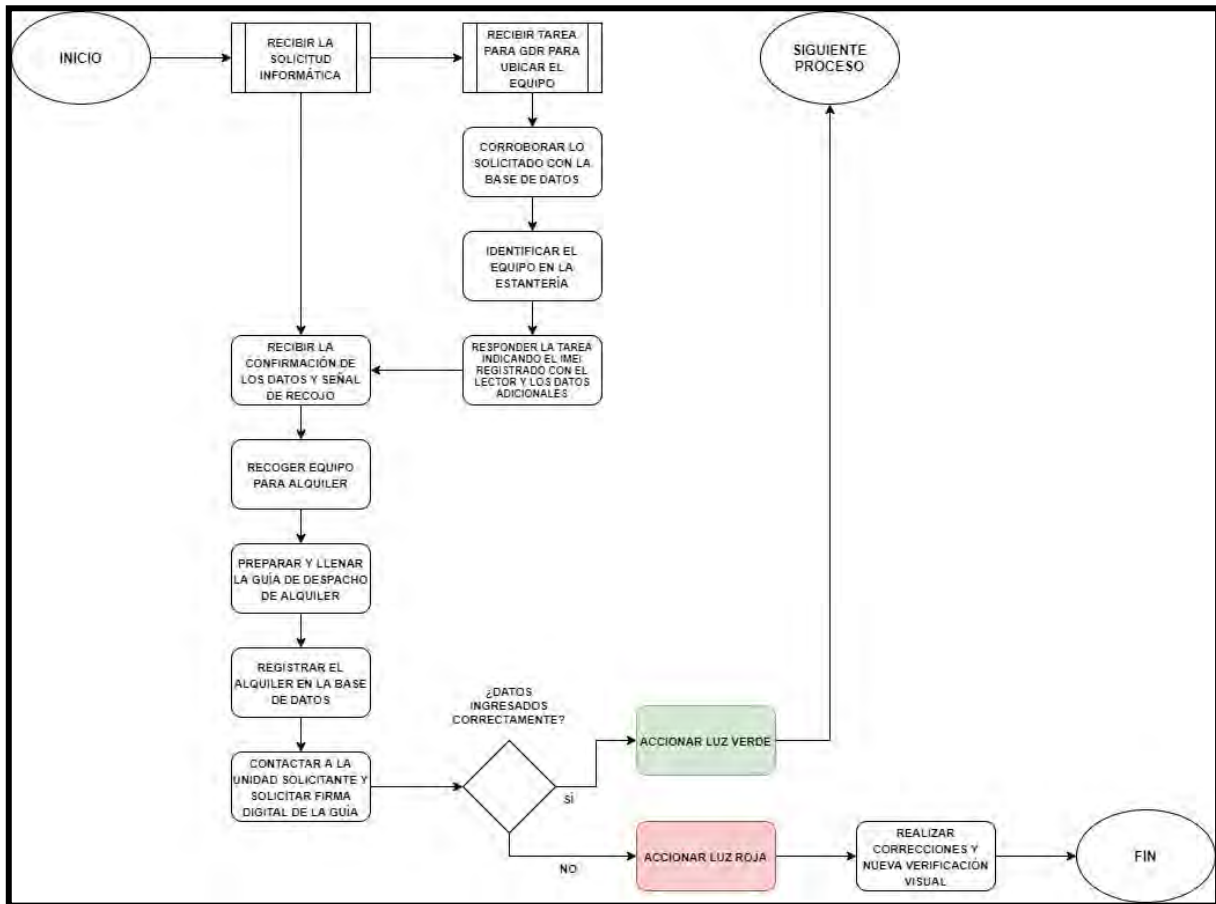 INICIO
RECIBIR LA
SOLICITUD
INFORMÁTICA
RECIBIR TAREA
PARA GDR PARA
UBICAR EL
EQUIPO
SIGUIENTE
PROCESO
CORROBORAR LO
SOLICITADO CON LA
BASE DE DATOS
IDENTIFICAR EL
EQUIPO EN LA
ESTANTERÍA
RECIBIR LA
CONFIRMACIÓN DE
LOS DATOS Y SEÑAL
DE RECOJO
RESPONDER LA TAREA
INDICANDO EL IMEI
REGISTRADO CON EL
LECTOR Y LOS DATOS
ADICIONALES
RECOGER EQUIPO
PARA ALQUILER
PREPARAR Y LLENAR
LA GUÍA DE DESPACHO
DE ALQUILER
REGISTRAR EL
ALQUILER EN LA BASE
DE DATOS
¿DATOS
INGRESADOS
CORRECTAMENTE?
ACCIONAR LUZ VERDE
CONTACTAR A LA
UNIDAD SOLICITANTE Y
SOLICITAR FIRMA
DIGITAL DE LA GUÍA
SÍ
NO
ACCIONAR LUZ ROJA
REALIZAR
CORRECCIONES Y
NUEVA VERIFICACIÓN
VISUAL
FIN